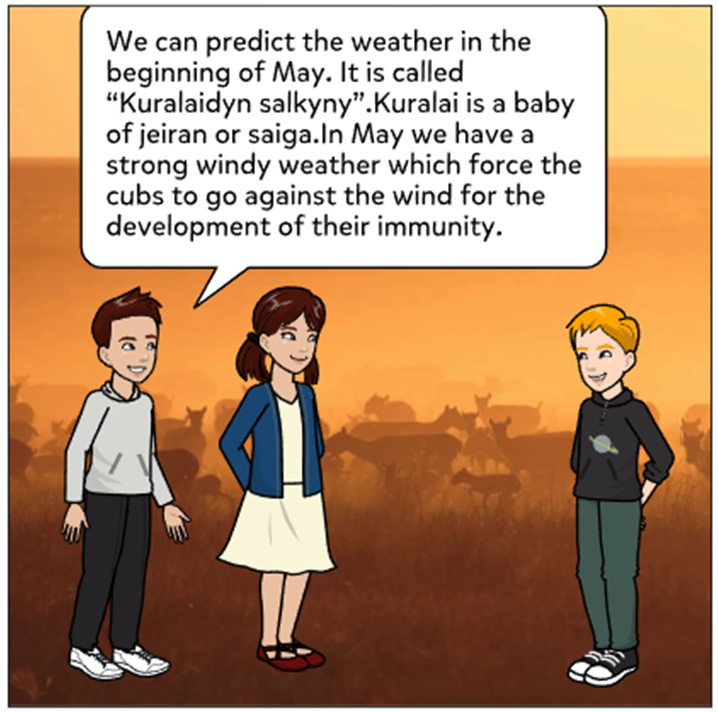 We can predict the weather in the
beginning of May. It is called
“Kuralaidyn salkyny”.Kuralai is a baby
of jeiran or saiga.In May we have a
strong windy weather which force the
cubs to go against the wind for the
development of their immunity.